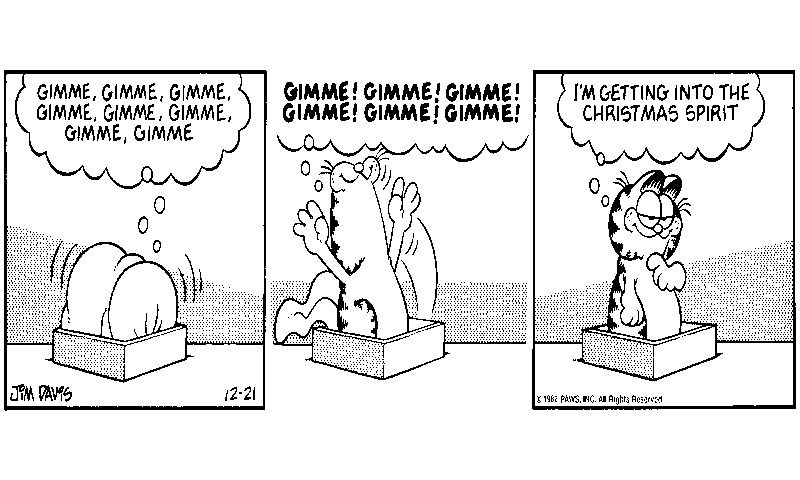 GIMME, GIMME, GIMME,
GIMME, GIMME, GIMME,
GIMME, GIMME
JIM DAVIS
12-21
GIMME! GIMME! GIMME!
GIMME! GIMME! GIMME!
I'M GETTING INTO THE
CHRISTMAS SPIRIT
© 1982 PAWS, INC. All Rights Reserved.